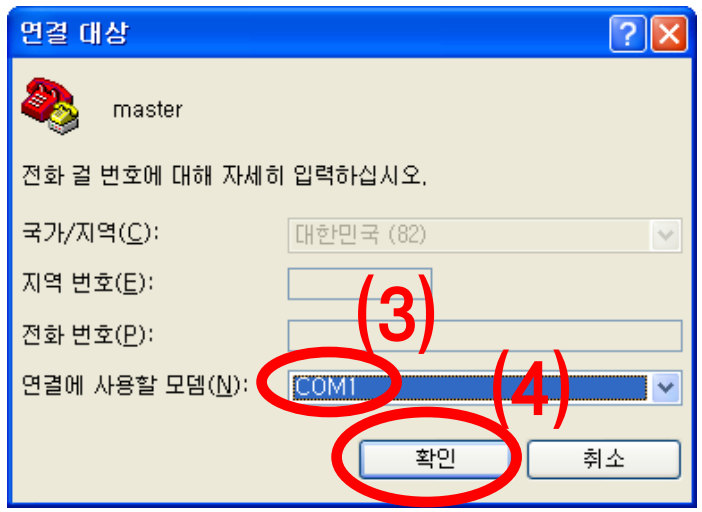 연결 대상
master
전화 걸 번호에 대해 자세히 입력하십시오.
국가/지역(C): 대한민국 (82)
지역 번호(E):
(3)
전화 번호(P):
연결에 사용할 모뎀(N): COM1
(4)
확인 취소